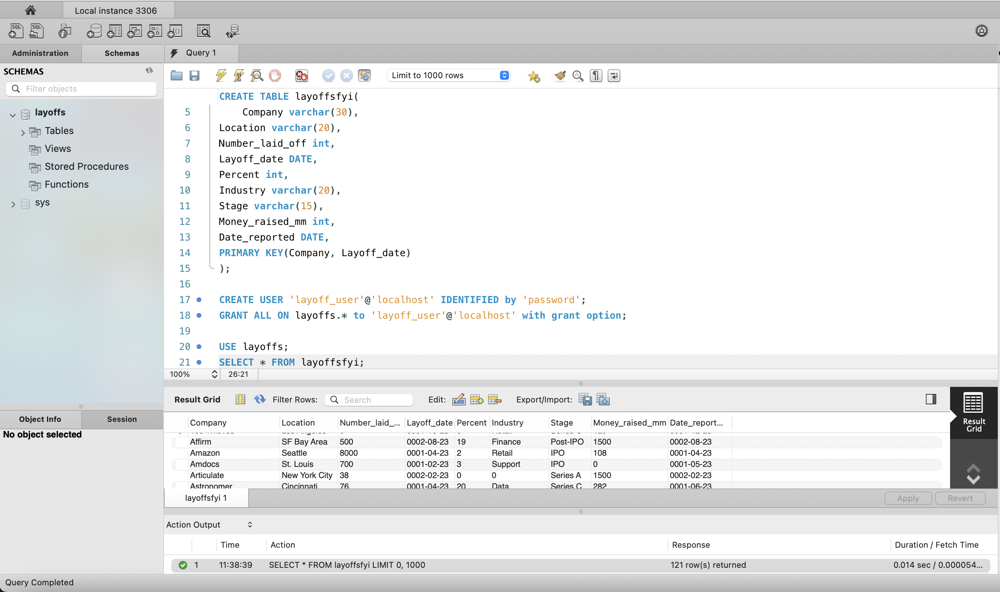 Local instance 3306
SQL SQL
Administration Schemas Query 1
SCHEMAS
Filter objects
Limit to 1000 rows
layoffs
Tables
Views
Stored Procedures
Functions
sys
CREATE TABLE layoffsfyi(
5 Company varchar(30),
6 Location varchar(20),
7 Number_laid_off int,
8 Layoff_date DATE,
9 Percent int,
10 Industry varchar(20),
11 Stage varchar(15),
12 Money_raised_mm int,
13 Date_reported DATE,
14 PRIMARY KEY(Company, Layoff_date)
15 );
16
17 CREATE USER 'layoff_user'@'localhost' IDENTIFIED by 'password';
18 GRANT ALL ON layoffs.* to 'layoff_user'@'localhost' with grant option;
19
20 USE layoffs;
21 SELECT * FROM layoffsfyi;
100% 26:21
Result Grid Filter Rows: Search Edit: Export/Import:
Result
Grid
Company Location Number_laid_... Layoff_date Percent Industry Stage Money_raised_mm Date_report...
Affirm SF Bay Area 500 0002-08-23 19 Finance Post-IPO 1500 0002-08-23
Amazon Seattle 8000 0001-04-23 2 Retail IPO 108 0001-04-23
Amdocs St. Louis 700 0001-02-23 3 Support IPO 0 0001-05-23
Articulate New York City 38 0002-02-23 0 0 Series A 1500 0002-02-23
Astronomer Cincinnati 76 0001-04-23 20 Data Series C 282 0001-06-23
layoffsfyi 1
Apply Revert
Object Info Session
No object selected
Action Output
Time Action Response Duration / Fetch Time
1 11:38:39 SELECT * FROM layoffsfyi LIMIT 0, 1000 121 row(s) returned 0.014 sec / 0.000054...
Query Completed